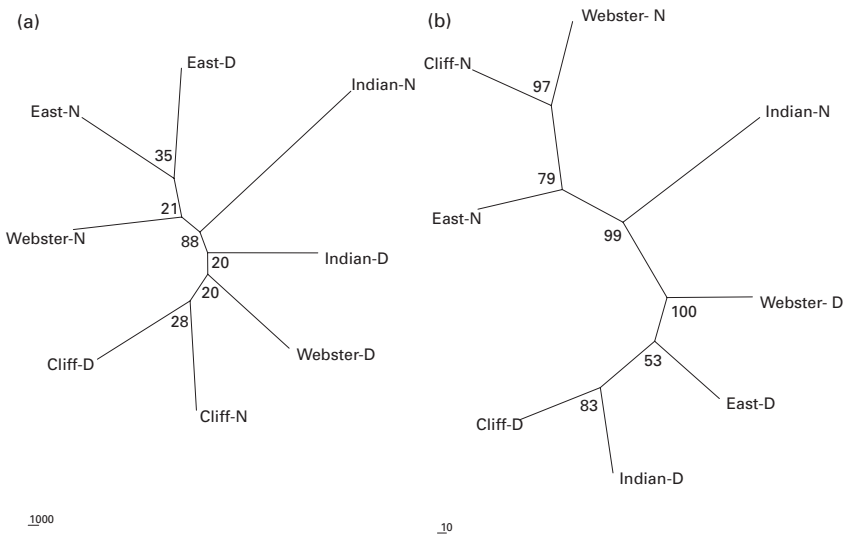 (a)
East-D
Indian-N
East-N
35
21
Webster-N
88
Indian-D
20
20
28
Webster-D
Cliff-D
Cliff-N
1000
(b)
Webster- N
Cliff-N
97
Indian-N
79
East-N
99
Webster- D
100
53
83
East-D
Cliff-D
Indian-D
10